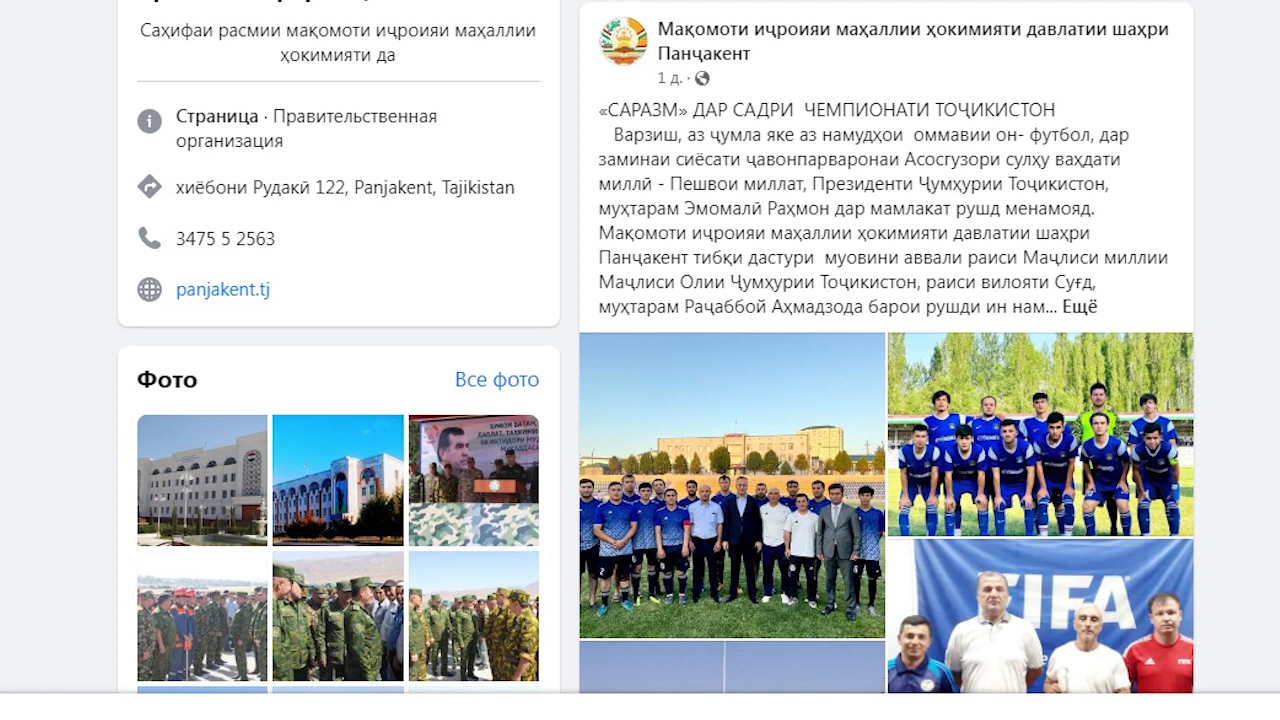 Саҳифаи расмии мақомоти иҷроияи маҳаллии
ҳокимияти да
Страница · Правительственная
организация
хиёбони Рудакӣ 122, Panjakent, Tajikistan
3475 5 2563
panjakent.tj
Фото
Все фото
ҲИФЗИ ВАТАН,
Мақомоти иҷроияи маҳаллии ҳокимияти давлатии шаҳри
Панҷакент
1 д. ·
«САРАЗМ» ДАР САДРИ ЧЕМПИОНАТИ ТОҶИКИСТОН
Варзиш, аз ҷумла яке аз намудҳои оммавии он- футбол, дар
заминаи сиёсати ҷавонпарваронаи Асосгузори сулҳу ваҳдати
миллӣ - Пешвои миллат, Президенти Ҷумҳурии Тоҷикистон,
муҳтарам Эмомалӣ Раҳмон дар мамлакат рушд менамояд.
Мақомоти иҷроияи маҳаллии ҳокимияти давлатии шаҳри
Панҷакент тибқи дастури муовини аввали раиси Маҷлиси миллии
Маҷлиси Олии Ҷумҳурии Тоҷикистон, раиси вилояти Суғд,
муҳтарам Раҷаббой Аҳмадзода барои рушди ин нам... Ещё
FIFA